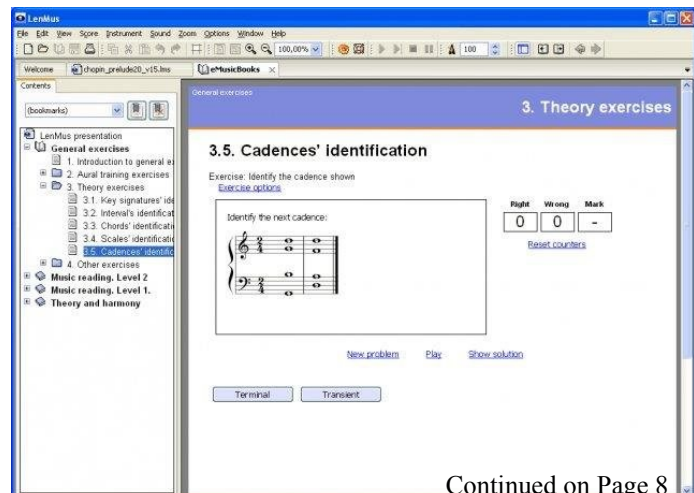 LenMus
File Edit View Score Instrument Sound Zoom Options Window Help
100,00% 100
Welcome chopin_prelude20_v15.lms eMusicBooks
Contents
(bookmarks)
LenMus presentation
General exercises
1. Introduction to general e
2. Aural training exercises
3. Theory exercises
3.1. Key signatures' ide
3.2. Interval's identificat
3.3. Chords' identificati
3.4. Scales' identificatio
3.5. Cadences' identific
4. Other exercises
Music reading. Level 2
Music reading. Level 1.
Theory and harmony
General exercises
3. Theory exercises
3.5. Cadences' identification
Exercise: Identify the cadence shown
Exercise options
Identify the next cadence:
2
4
2
4
Right Wrong Mark
0 0 -
Reset counters
New problem Play Show solution
Terminal Transient
Continued on Page 8